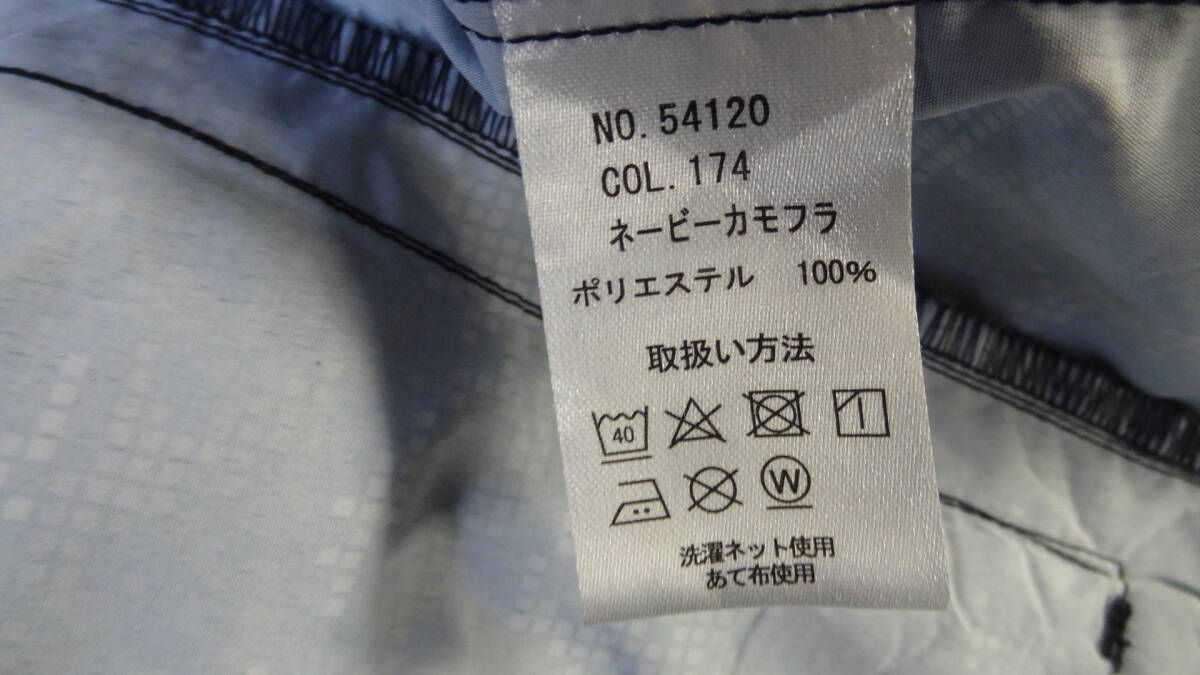 NO.54120
COL.174
ネービーカモフラ
ポリエステル 100%
取扱い方法
40
W
洗濯ネット使用
あて布使用